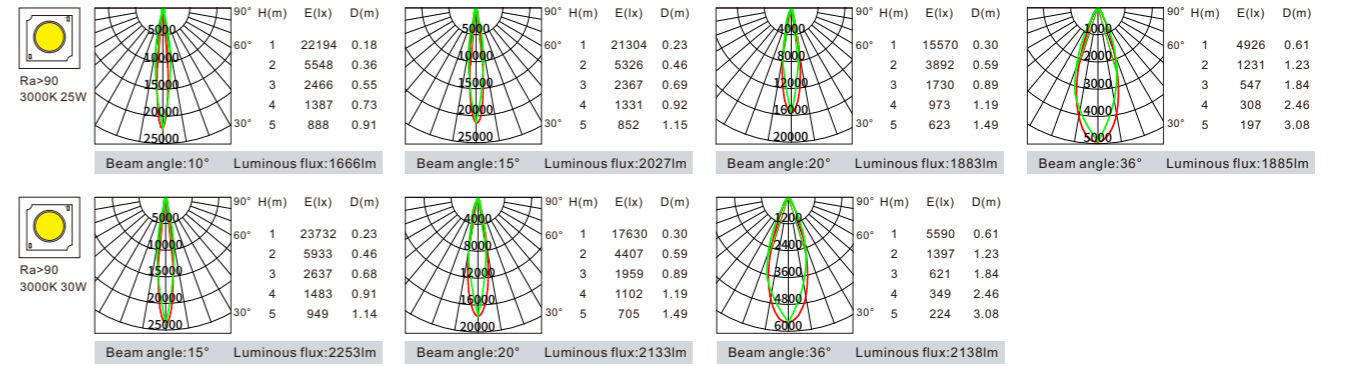 Ra>90
3000K 25W
5000
10000
15000
20000
25000
90° H(m) E(lx) D(m)
60° 1 22194 0.18
2 5548 0.36
3 2466 0.55
4 1387 0.73
30° 5 888 0.91
Beam angle:10° Luminous flux:1666lm
5000
10000
15000
20000
25000
90° H(m) E(lx) D(m)
60° 1 21304 0.23
2 5326 0.46
3 2367 0.69
4 1331 0.92
30° 5 852 1.15
Beam angle:15° Luminous flux:2027lm
4000
8000
12000
16000
20000
90° H(m) E(lx) D(m)
60° 1 15570 0.30
2 3892 0.59
3 1730 0.89
4 973 1.19
30° 5 623 1.49
Beam angle:20° Luminous flux:1883lm
1000
2000
3000
4000
5000
90° H(m) E(lx) D(m)
60° 1 4926 0.61
2 1231 1.23
3 547 1.84
4 308 2.46
30° 5 197 3.08
Beam angle:36° Luminous flux:1885lm
Ra>90
3000K 30W
5000
10000
15000
20000
25000
90° H(m) E(lx) D(m)
60° 1 23732 0.23
2 5933 0.46
3 2637 0.68
4 1483 0.91
30° 5 949 1.14
Beam angle:15° Luminous flux:2253lm
4000
8000
12000
16000
20000
90° H(m) E(lx) D(m)
60° 1 17630 0.30
2 4407 0.59
3 1959 0.89
4 1102 1.19
30° 5 705 1.49
Beam angle:20° Luminous flux:2133lm
1200
2400
3600
4800
6000
90° H(m) E(lx) D(m)
60° 1 5590 0.61
2 1397 1.23
3 621 1.84
4 349 2.46
30° 5 224 3.08
Beam angle:36° Luminous flux:2138lm